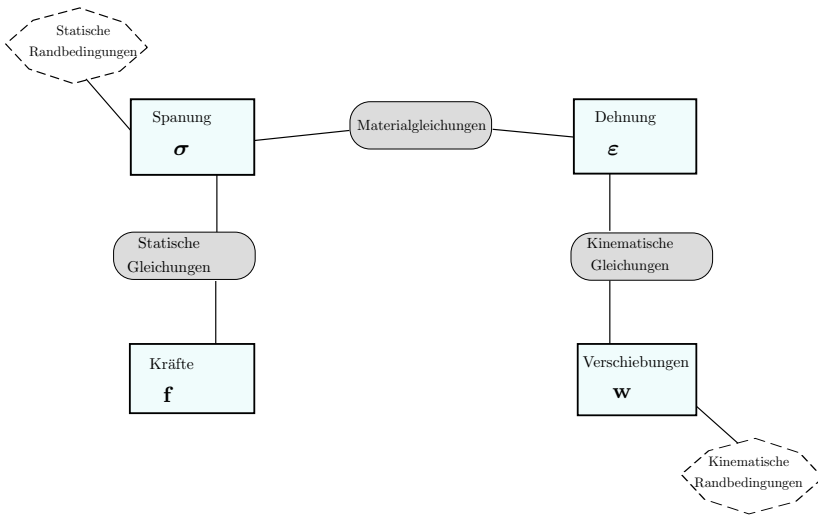 Statische
Randbedingungen
Spanung
σ
Materialgleichungen
Dehnung
ε
Statische
Gleichungen
Kinematische
Gleichungen
Kräfte
f
Verschiebungen
w
Kinematische
Randbedingungen